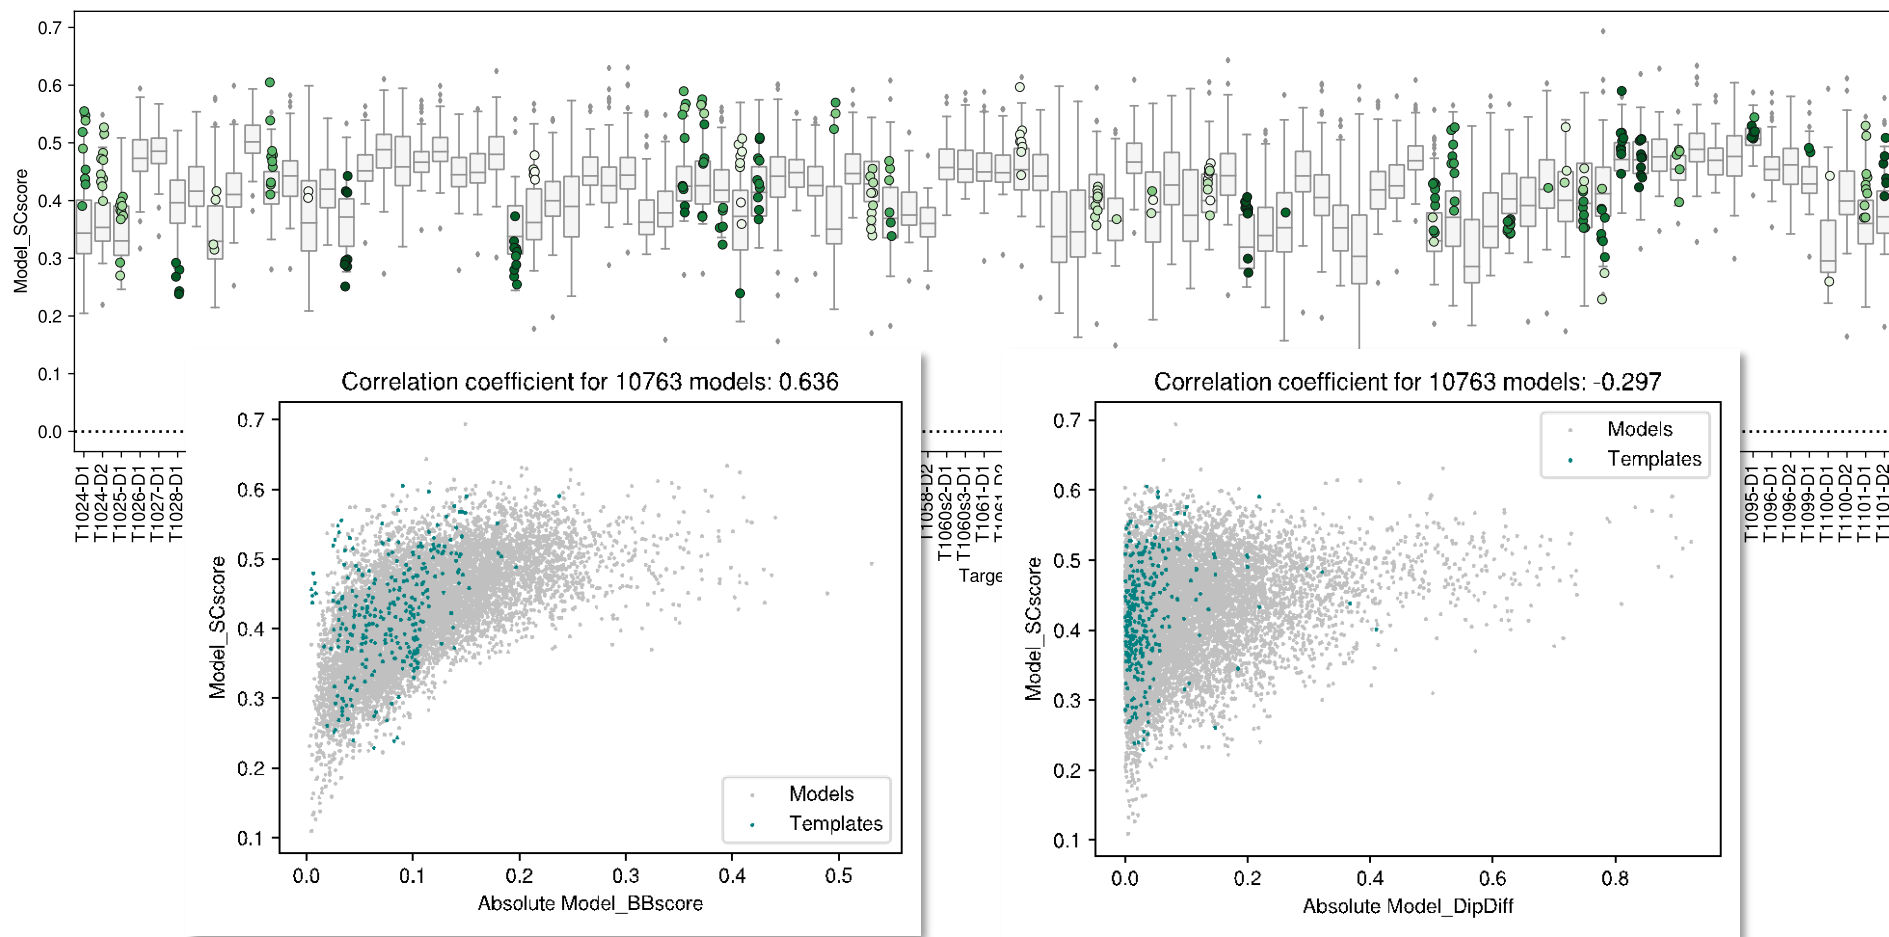 0.7
0.6
0.5
0.4
0.3
0.2
0.1
0.0
Model_SCscore
T1024-D1
T1024-D2
T1025-D1
T1026-D1
T1027-D1
T1028-D1
T1058-D2
T1060s2-D1
T1060s3-D1
T1061-D1
T1095-D1
T1096-D1
T1096-D2
T1099-D1
T1100-D1
T1100-D2
T1101-D1
T1101-D2
Targe
Correlation coefficient for 10763 models: 0.636
0.7
0.6
0.5
0.4
0.3
0.2
0.1
Model_SCscore
Models
Templates
0.0 0.1 0.2 0.3 0.4 0.5
Absolute Model_BBscore
Correlation coefficient for 10763 models: -0.297
Models
Templates
0.7
0.6
0.5
0.4
0.3
0.2
0.1
Model_SCscore
0.0 0.2 0.4 0.6 0.8
Absolute Model_DipDiff